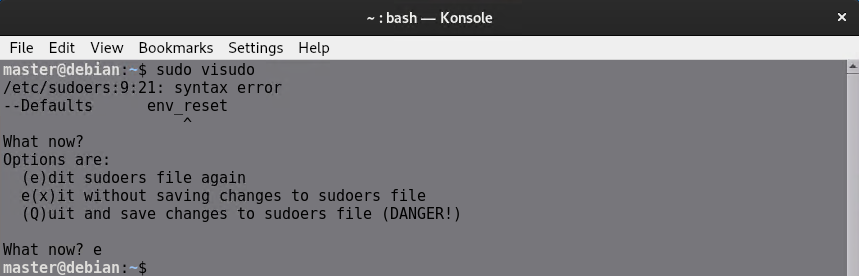 ~ : bash — Konsole
File Edit View Bookmarks Settings Help
master@debian:~$ sudo visudo
/etc/sudoers:9:21: syntax error
--Defaults      env_reset
                    ^
What now?
Options are:
  (e)dit sudoers file again
  e(x)it without saving changes to sudoers file
  (Q)uit and save changes to sudoers file (DANGER!)

What now? e
master@debian:~$